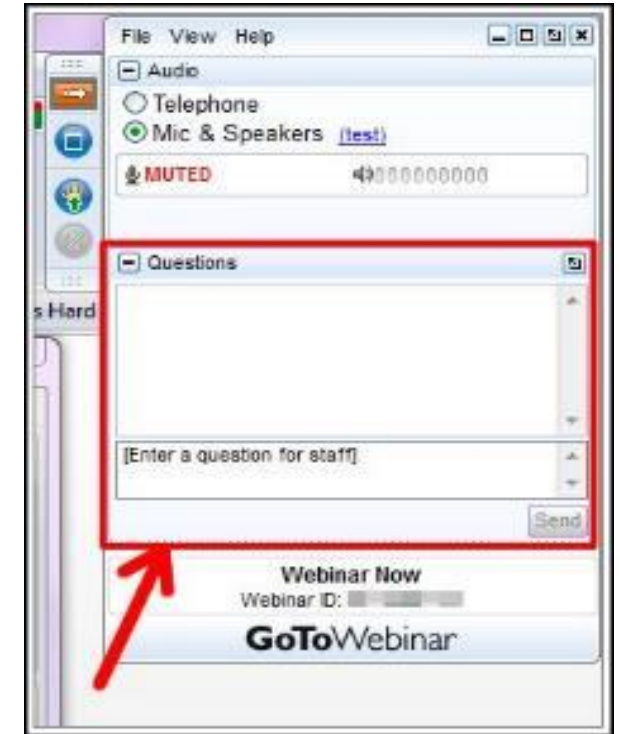 File View Help
Audio
Telephone
Mic & Speakers (test)
MUTED
Questions
s Hard
[Enter a question for staff]
Send
Webinar Now
Webinar ID:
GoToWebinar